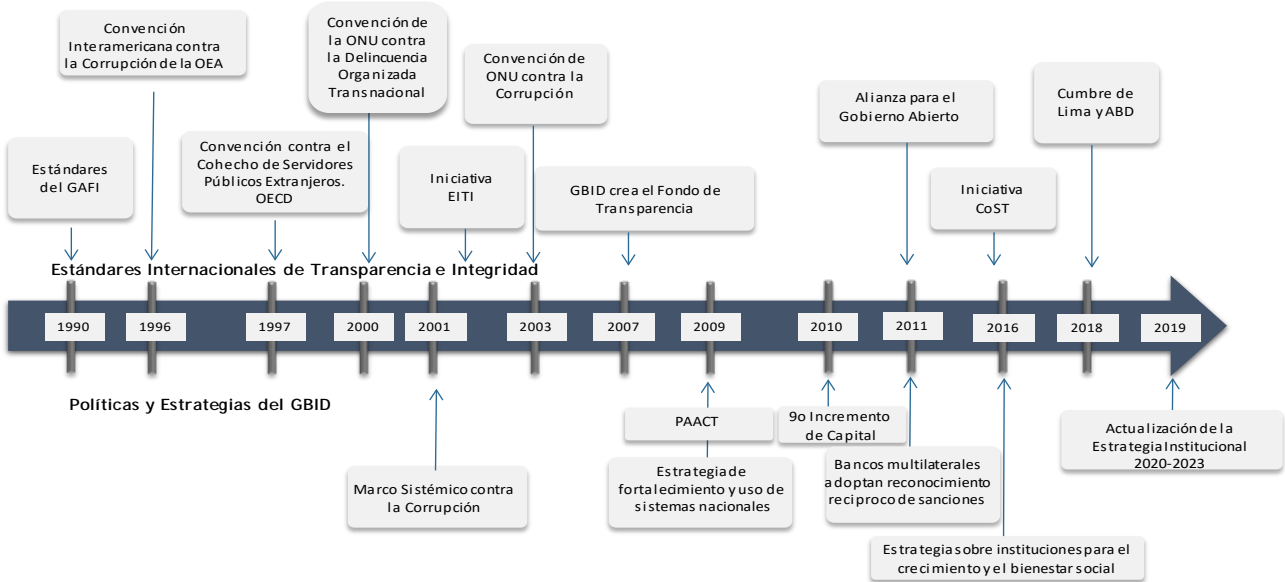 Convención
Interamericana contra
la Corrupción de la OEA
Convención de
la ONU contra
la Delincuencia
Organizada
Transnacional
Convención de
ONU contra la
Corrupción
Alianza para el
Gobierno Abierto
Cumbre de
Lima y ABD
Estándares
del GAFI
Convención contra el
Cohecho de Servidores
Públicos Extranjeros.
OECD
Iniciativa
EITI
GBID crea el Fondo de
Transparencia
Iniciativa
CoST
Estándares Internacionales de Transparencia e Integridad
1990
1996
1997
2000
2001
2003
2007
2009
2010
2011
2016
2018
2019
Políticas y Estrategias del GBID
Marco Sistémico contra
la Corrupción
PAACT
Estrategia de
fortalecimiento y uso de
sistemas nacionales
9o Incremento
de Capital
Bancos multilaterales
adoptan reconocimiento
reciproco de sanciones
Estrategia sobre instituciones para el
crecimiento y el bienestar social
Actualización de la
Estrategia Institucional
2020-2023